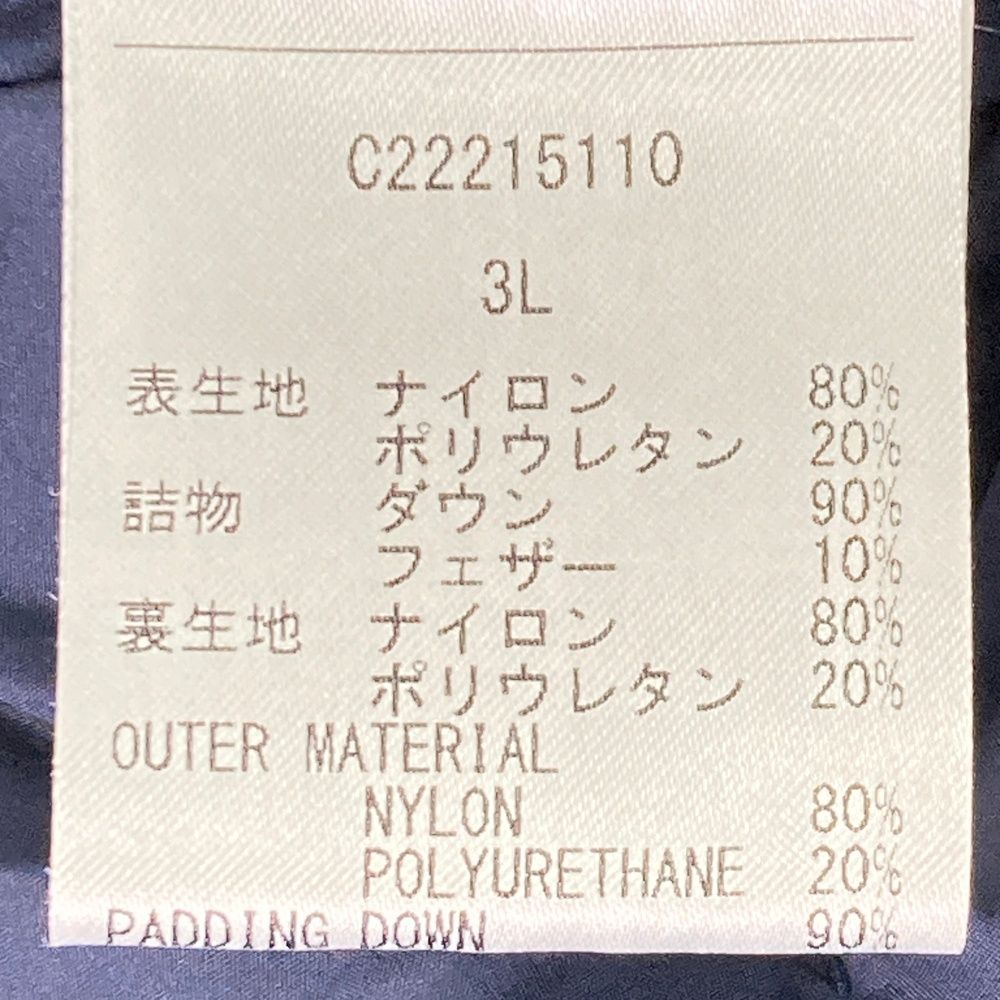 C22215110
3L
表生地 ナイロン 80%
ポリウレタン 20%
詰物 ダウン 90%
フェザー 10%
裏生地 ナイロン 80%
ポリウレタン 20%
OUTER MATERIAL
NYLON 80%
POLYURETHANE 20%
PADDING DOWN 90%